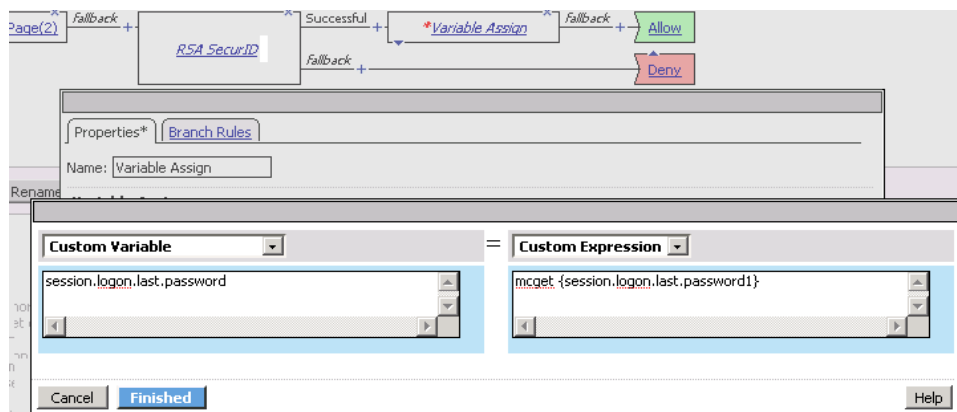 Fallback
Successful
Fallback
Page(2)
+
+
*Variable Assign
+
Allow
RSA SecurID
Fallback
+
Deny
Properties*
Branch Rules
Name: Variable Assign
Rename
Custom Variable
=
Custom Expression
session.logon.last.password
mcget {session.logon.last.password1}
Cancel
Finished
Help